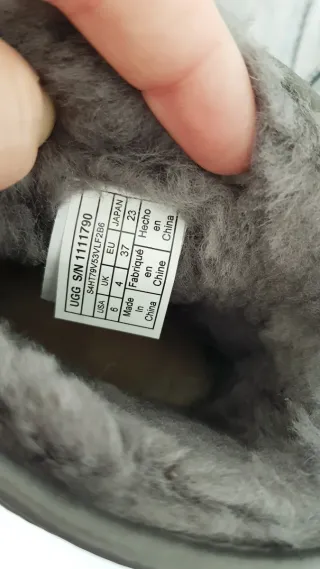 UGG S/N 1111790
S4HT79V53VLF2B6
USA UK EU JAPAN
6 4 37 23
Made Fabriqué Hecho
in en en
China Chine China